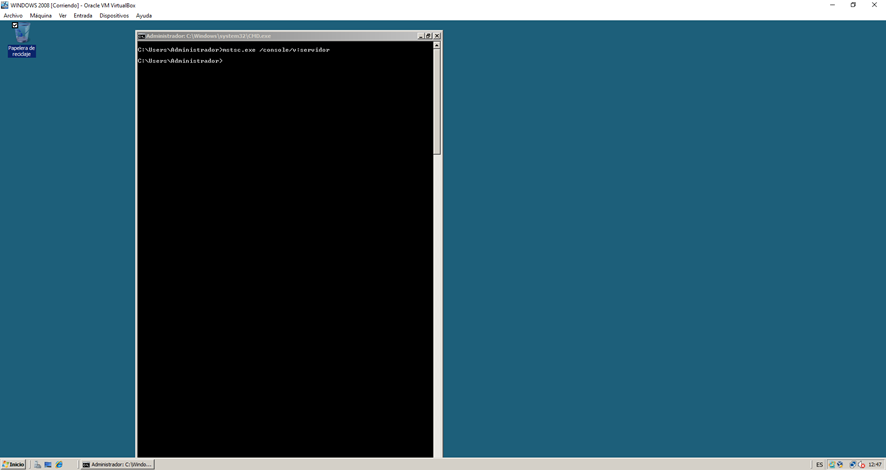 WINDOWS 2008 [Corriendo] - Oracle VM VirtualBox
Archivo Máquina Ver Entrada Dispositivos Ayuda
Papelera de
reciclaje
Administrador: C:\Windows\system32\CMD.exe
C:\Users\Administrador>mstsc.exe /console/v:servidor
C:\Users\Administrador>
Inicio
Administrador: C:\Windo...
ES
12:47